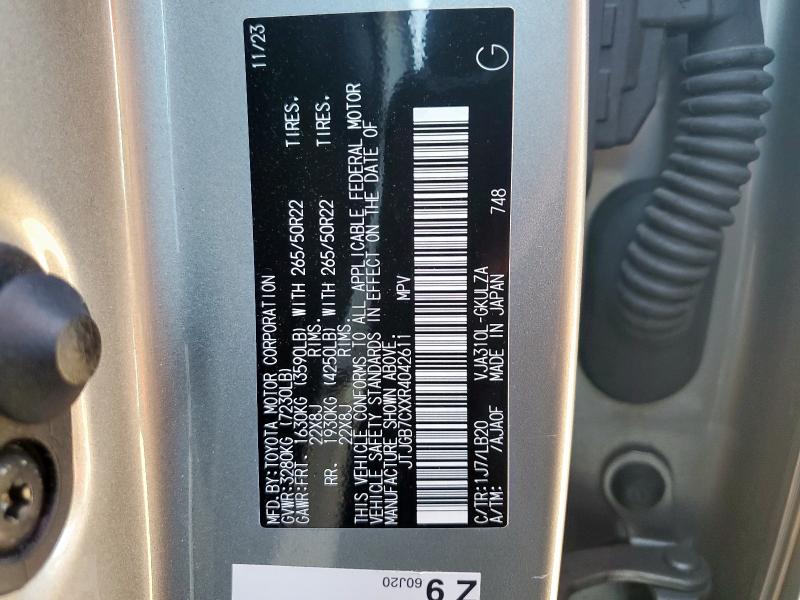 MFD.BY:TOYOTA MOTOR CORPORATION 11/23
GVWR:3280KG (7230LB)
GAWR:FRT. 1630KG (3590LB) WITH 265/50R22 TIRES.
22X8J RIMS.
RR. 1930KG (4250LB) WITH 265/50R22 TIRES.
22X8J RIMS.
THIS VEHICLE CONFORMS TO ALL APPLICABLE FEDERAL MOTOR
VEHICLE SAFETY STANDARDS IN EFFECT ON THE DATE OF
MANUFACTURE SHOWN ABOVE.
JTJGB7CXXR4042611 MPV
C/TR:1J7/LB20 VJA310L-GKULZA 748
A/TM: /AJA0F MADE IN JAPAN G
60J20
Z 9